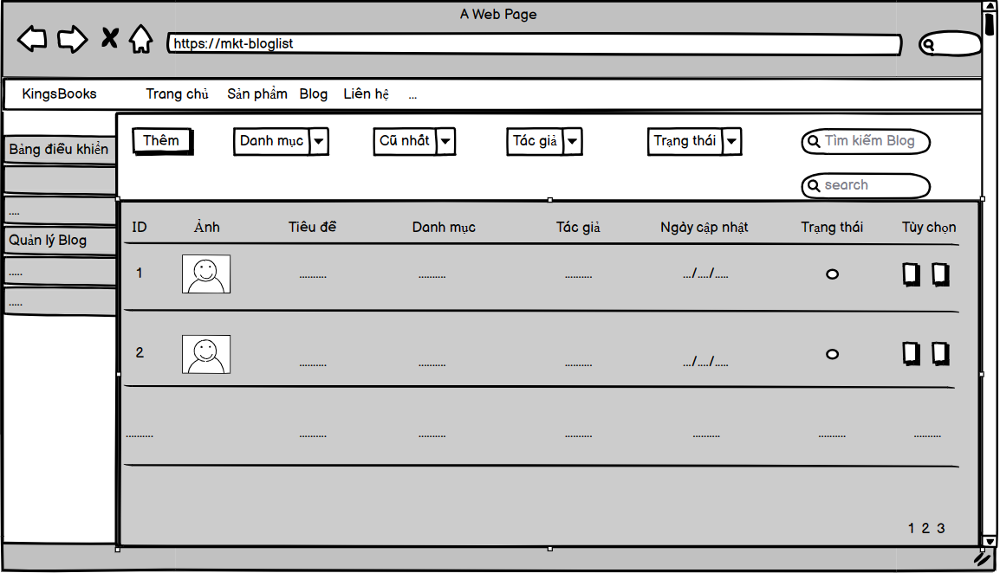 A Web Page
https://mkt-bloglist
KingsBooks Trang chủ Sản phẩm Blog Liên hệ ...
Thêm Danh mục Cũ nhất Tác giả Trạng thái Tìm kiếm Blog
search
Bảng điều khiển
....
Quản lý Blog
.....
.....
ID Ảnh Tiêu đề Danh mục Tác giả Ngày cập nhật Trạng thái Tùy chọn
1 .......... .......... .......... .../..../.....
2 .......... .......... .......... .../..../.....
.......... .......... .......... .......... .......... .......... ..........
1 2 3